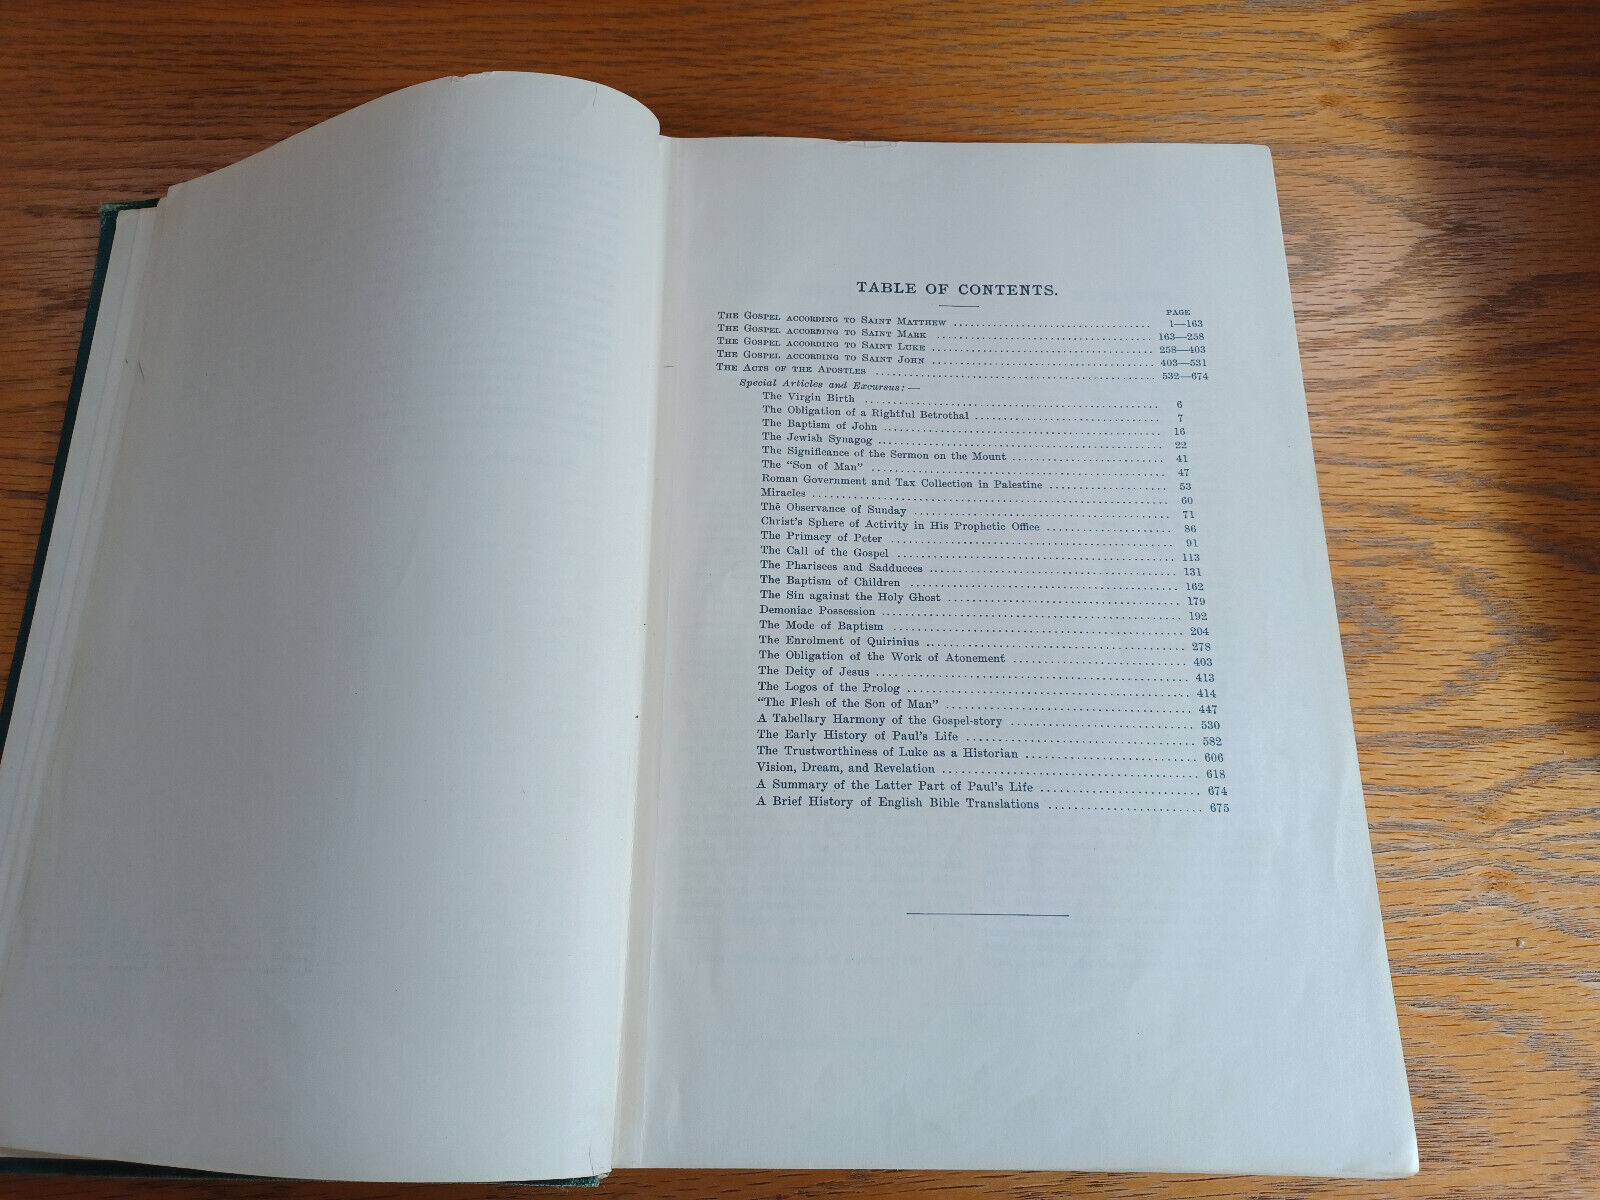 TABLE OF CONTENTS.
PAGE
THE GOSPEL ACCORDING TO SAINT MATTHEW 1—163
THE GOSPEL ACCORDING TO SAINT MARK 163—258
THE GOSPEL ACCORDING TO SAINT LUKE 258—403
THE GOSPEL ACCORDING TO SAINT JOHN 403—531
THE ACTS OF THE APOSTLES 532—674
Special Articles and Excursus:—
The Virgin Birth 6
The Obligation of a Rightful Betrothal 7
The Baptism of John 16
The Jewish Synagog 22
The Significance of the Sermon on the Mount 41
The "Son of Man" 47
Roman Government and Tax Collection in Palestine 53
Miracles 60
The Observance of Sunday 71
Christ's Sphere of Activity in His Prophetic Office 86
The Primacy of Peter 91
The Call of the Gospel 113
The Pharisees and Sadducees 131
The Baptism of Children 162
The Sin against the Holy Ghost 179
Demoniac Possession 192
The Mode of Baptism 204
The Enrolment of Quirinius 278
The Obligation of the Work of Atonement 403
The Deity of Jesus 413
The Logos of the Prolog 414
"The Flesh of the Son of Man" 447
A Tabellary Harmony of the Gospel-story 530
The Early History of Paul's Life 582
The Trustworthiness of Luke as a Historian 606
Vision, Dream, and Revelation 618
A Summary of the Latter Part of Paul's Life 674
A Brief History of English Bible Translations 675